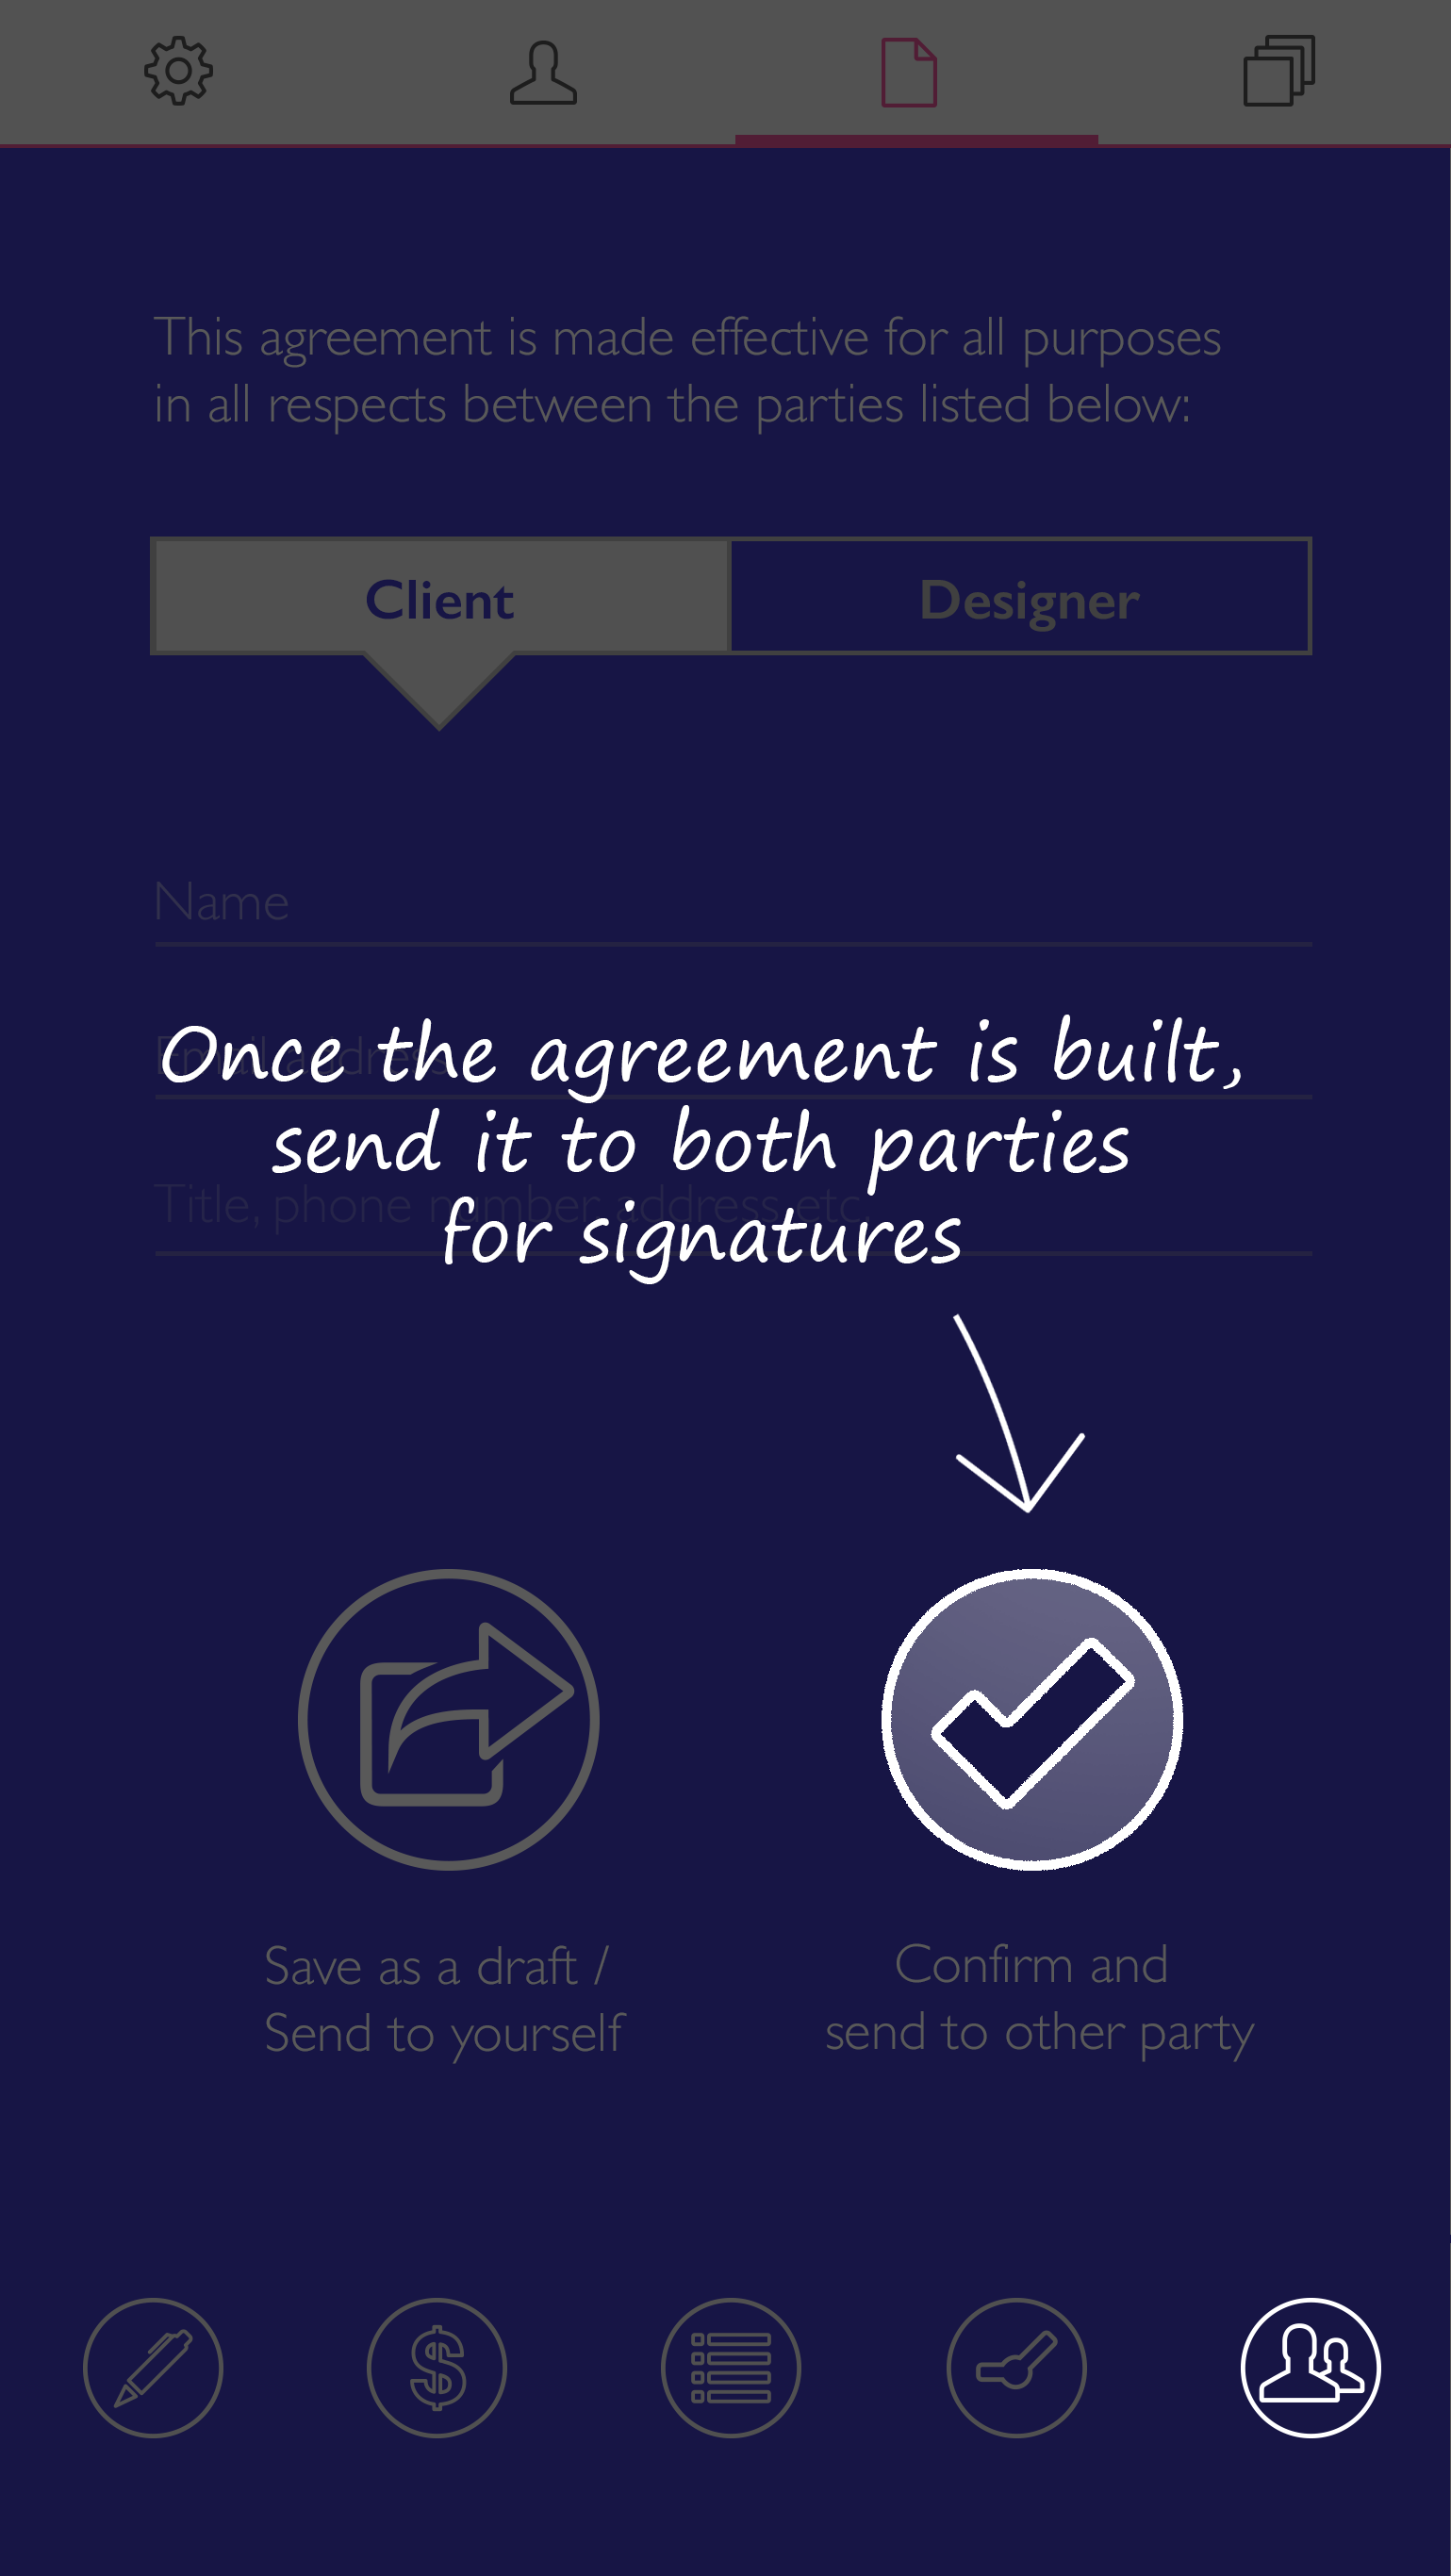 This agreement is made effective for all purposes
in all respects between the parties listed below:
Client
Designer
Name
Email address
Once the agreement is built,
send it to both parties
Title, phone number, address etc.
for signatures
Save as a draft /
Send to yourself
Confirm and
send to other party